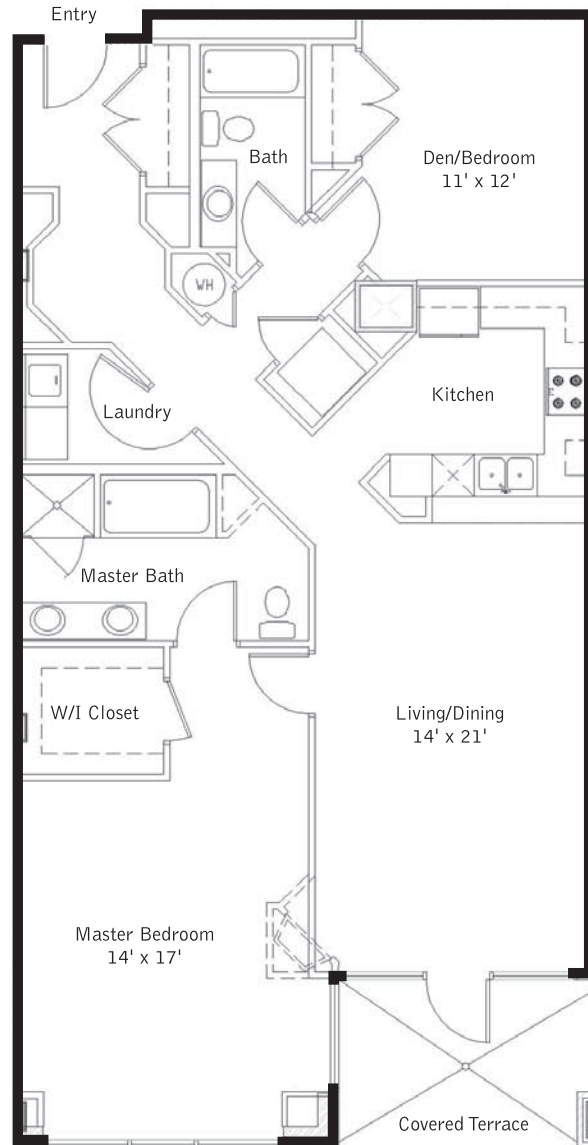 Entry
Bath
Den/Bedroom
11' x 12'
WH
Kitchen
Laundry
Master Bath
W/I Closet
Living/Dining
14' x 21'
Master Bedroom
14' x 17'
Covered Terrace